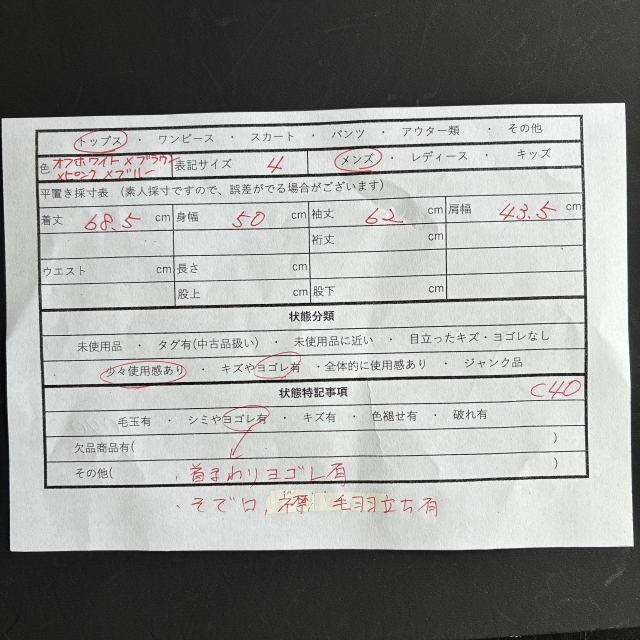 トップス ・ ワンピース ・ スカート ・ パンツ ・ アウター類 ・ その他
色 オフホワイト×ブラウン×ピンク×ブルー 表記サイズ 4 メンズ ・ レディース ・ キッズ
平置き採寸表 (素人採寸ですので、誤差がでる場合がございます)
着丈 68.5 cm 身幅 50 cm 袖丈 62 cm 肩幅 43.5 cm
裄丈 cm
ウエスト cm 長さ cm
股上 cm 股下 cm
状態分類
未使用品 ・ タグ有(中古品扱い) ・ 未使用品に近い ・ 目立ったキズ・ヨゴレなし
少々使用感あり ・ キズやヨゴレ有 ・全体的に使用感あり ・ ジャンク品
状態特記事項 C40
毛玉有 ・ シミやヨゴレ有 ・ キズ有 ・ 色褪せ有 ・ 破れ有
欠品商品有( )
その他( ・首まわりヨゴレ有 )
・そで口、襟、毛羽立ち有